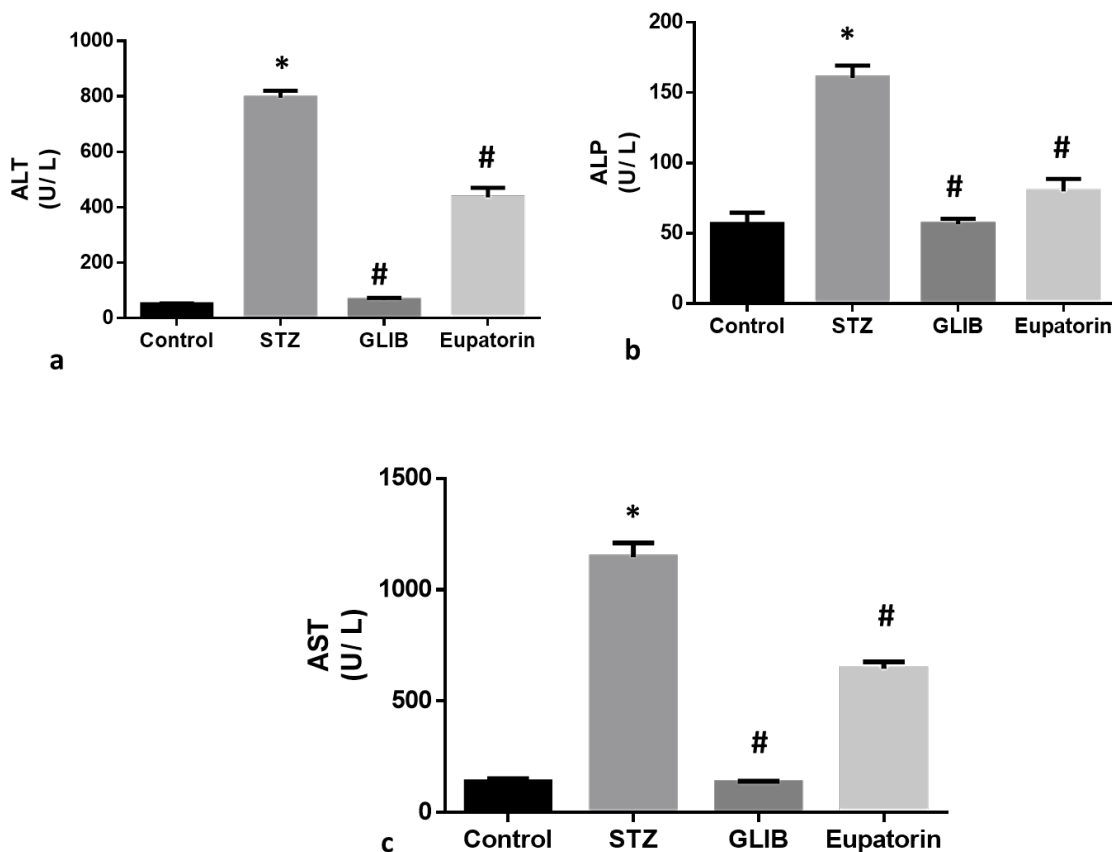 1000
800
600
400
200
0
ALT
(U/ L)
*
#
#
Control STZ GLIB Eupatorin
a
200
150
100
50
0
ALP
(U/ L)
*
#
#
Control STZ GLIB Eupatorin
b
1500
1000
500
0
AST
(U/ L)
*
#
#
Control STZ GLIB Eupatorin
c